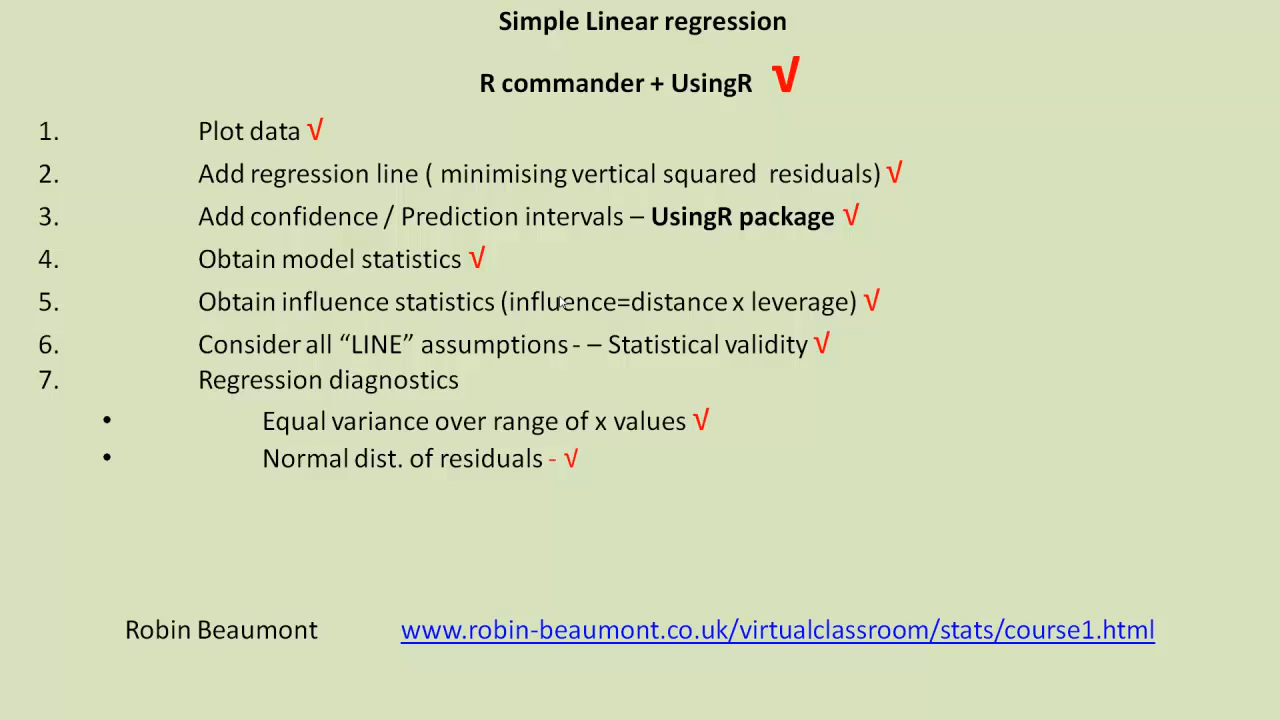 Simple Linear regression
R commander + UsingR √
1. Plot data √
2. Add regression line ( minimising vertical squared residuals) √
3. Add confidence / Prediction intervals – UsingR package √
4. Obtain model statistics √
5. Obtain influence statistics (influence=distance x leverage) √
6. Consider all “LINE” assumptions - – Statistical validity √
7. Regression diagnostics
• Equal variance over range of x values √
• Normal dist. of residuals - √
Robin Beaumont www.robin-beaumont.co.uk/virtualclassroom/stats/course1.html